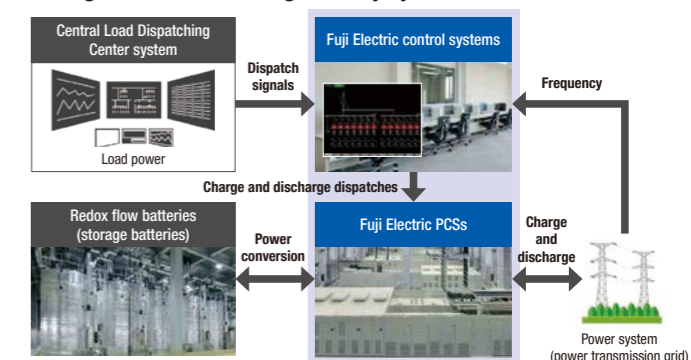 Central Load Dispatching
Center system
Load power
Dispatch
signals
Fuji Electric control systems
Frequency
Charge and discharge dispatches
Redox flow batteries
(storage batteries)
Power
conversion
Fuji Electric PCSs
Charge
and
discharge
Power system
(power transmission grid)